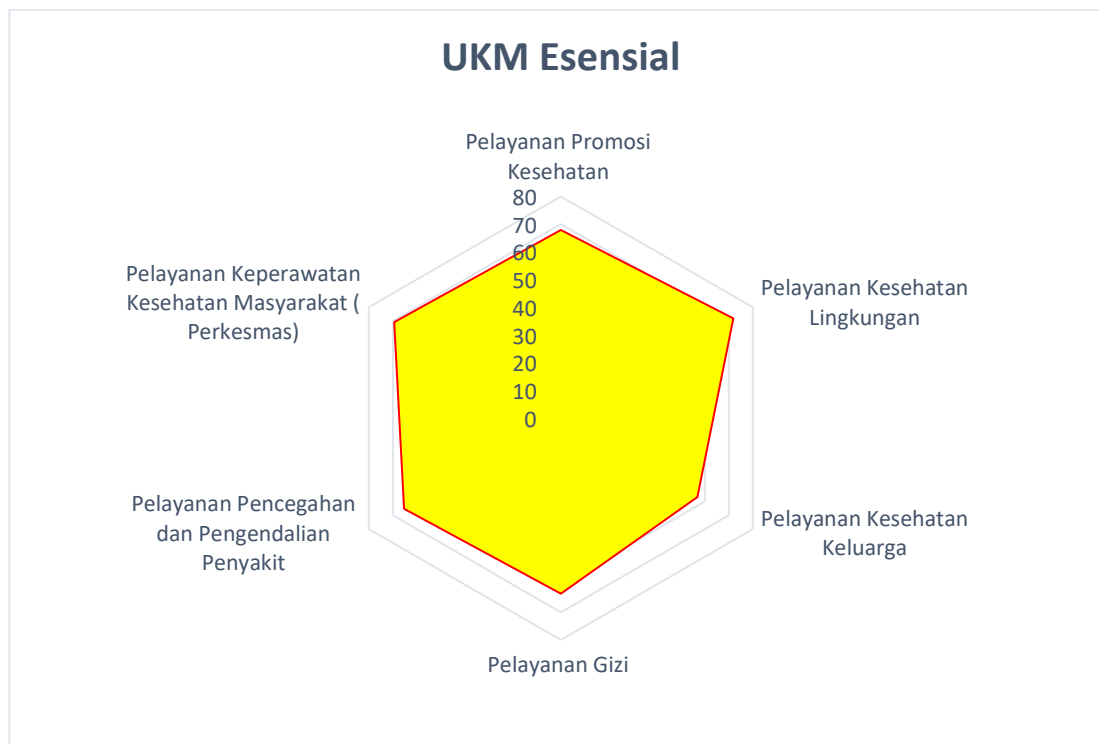 UKM Esensial
Pelayanan Promosi
Kesehatan
80
70
60
50
40
30
20
10
0
Pelayanan Kesehatan
Lingkungan
Pelayanan Kesehatan
Keluarga
Pelayanan Gizi
Pelayanan Pencegahan
dan Pengendalian
Penyakit
Pelayanan Keperawatan
Kesehatan Masyarakat (
Perkesmas)